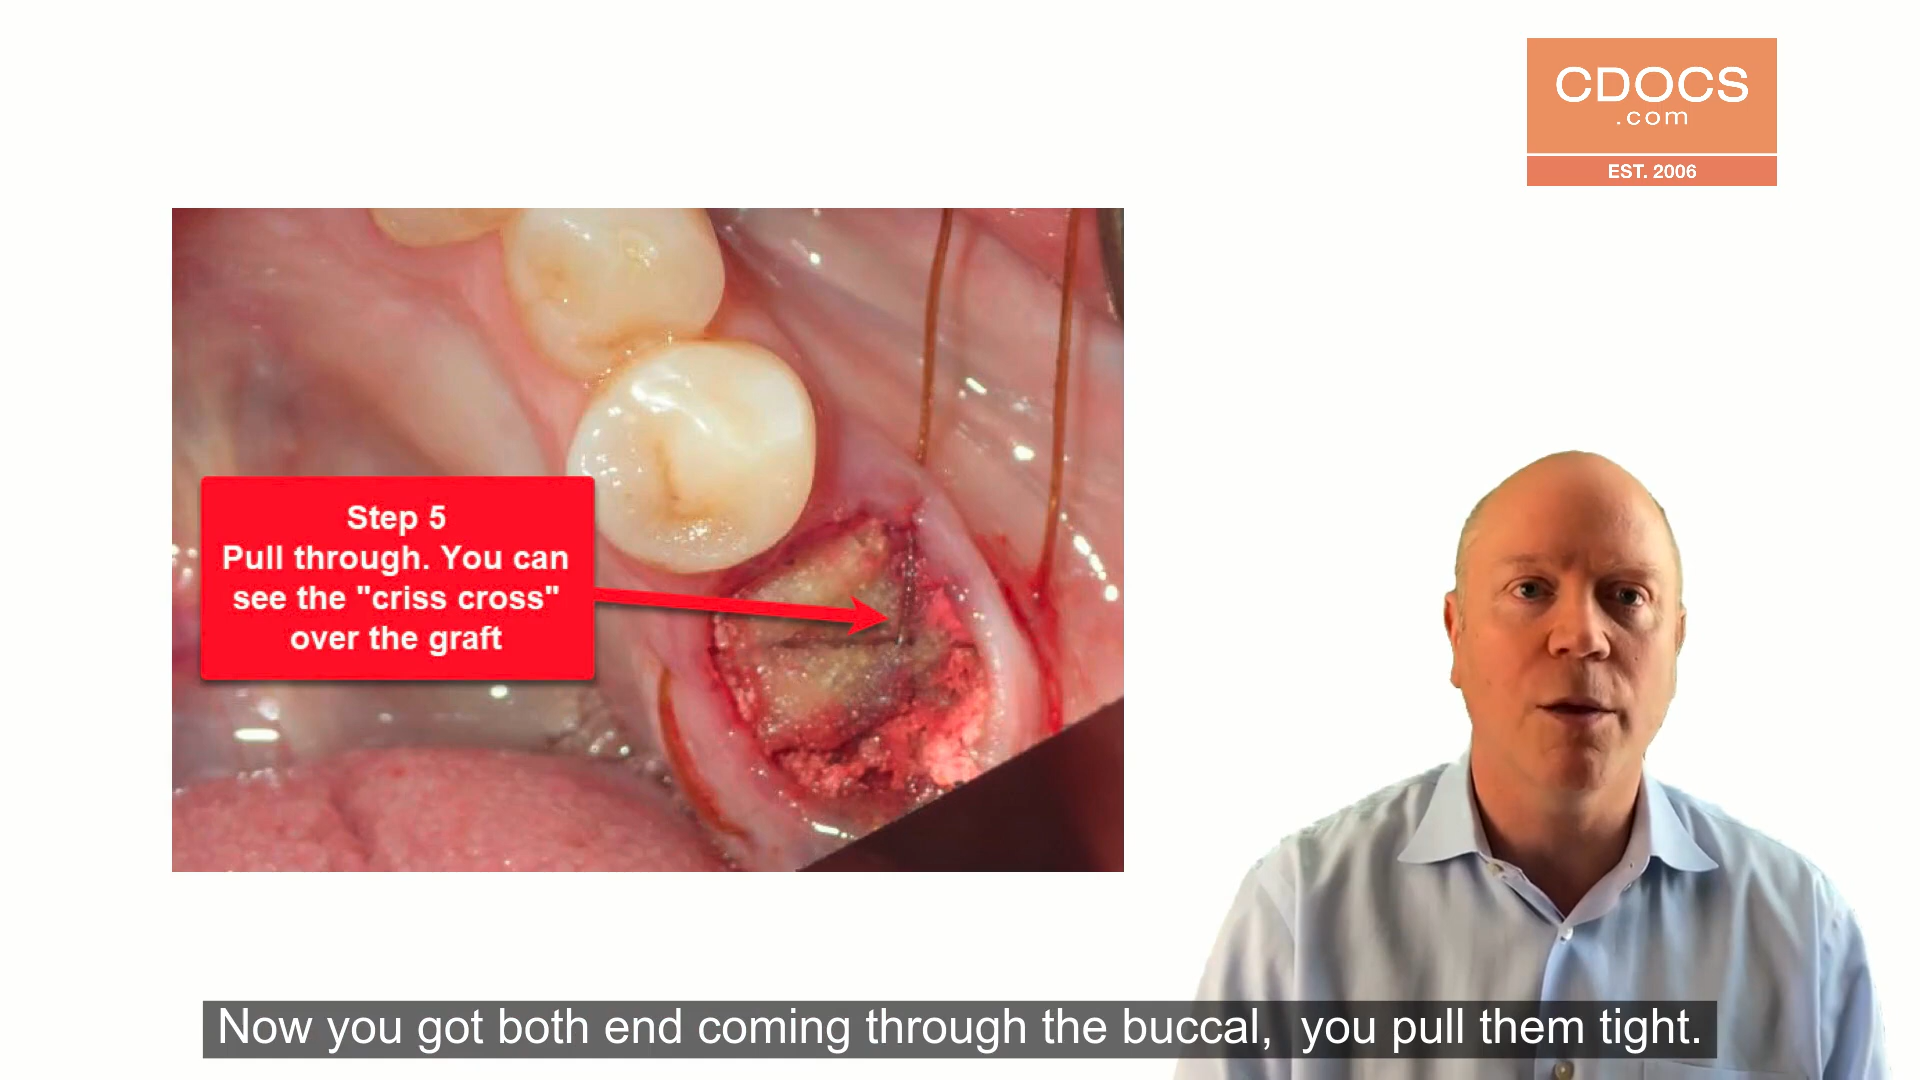 CDOCS
.com
EST. 2006
Step 5
Pull through. You can
see the "criss cross"
over the graft
Now you got both end coming through the buccal,  you pull them tight.